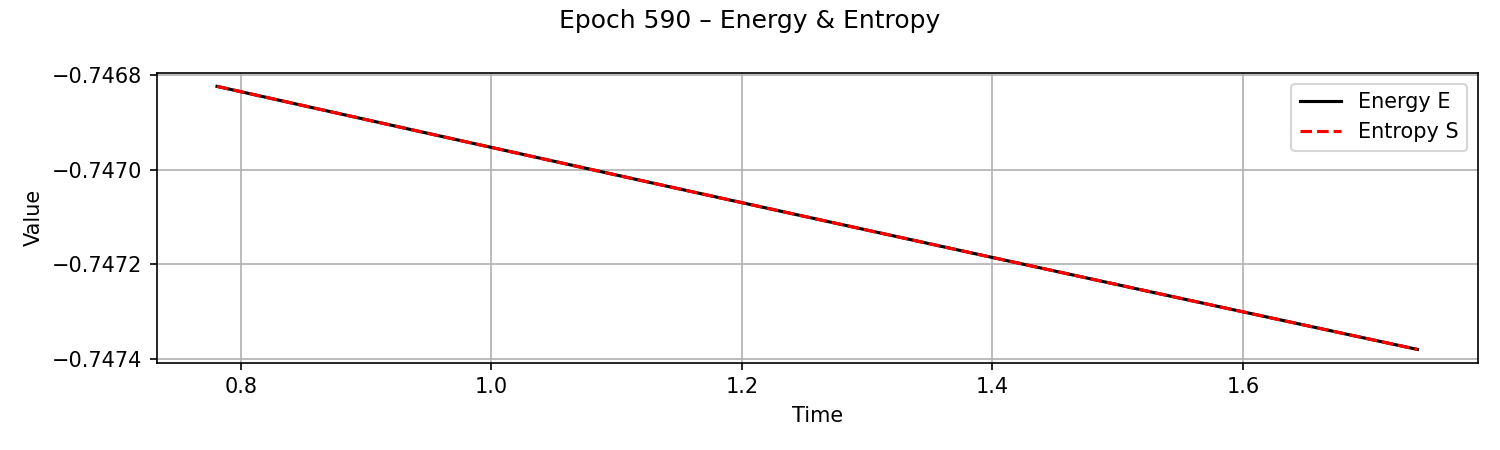 Epoch 590 – Energy & Entropy
−0.7468
−0.7470
−0.7472
−0.7474
Value
Energy E
Entropy S
0.8 1.0 1.2 1.4 1.6
Time